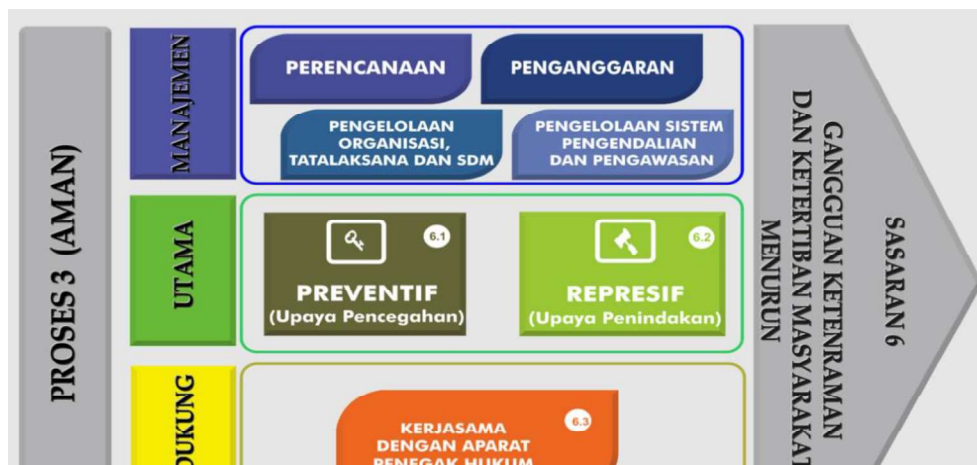 PROSES 3 (AMAN)
MANAJEMEN
PERENCANAAN
PENGANGGARAN
PENGELOLAAN
ORGANISASI,
TATALAKSANA DAN SDM
PENGELOLAAN SISTEM
PENGENDALIAN
DAN PENGAWASAN
UTAMA
6.1
PREVENTIF
(Upaya Pencegahan)
6.2
REPRESIF
(Upaya Penindakan)
DUKUNG
6.3
KERJASAMA
DENGAN APARAT
PENEGAK HUKUM
SASARAN 6
GANGGUAN KETENRAMAN
DAN KETERTIBAN MASYARAKAT
MENURUN